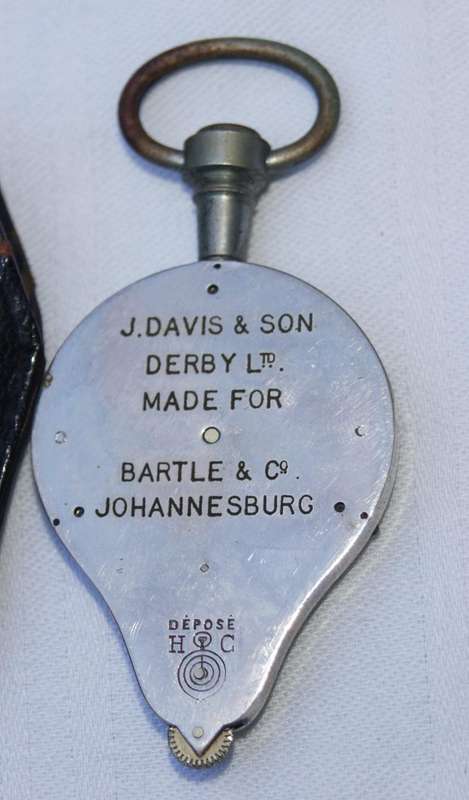 J. DAVIS & SON
DERBY LTD.
MADE FOR
BARTLE & Co.
JOHANNESBURG
DÉPOSÉ
H C